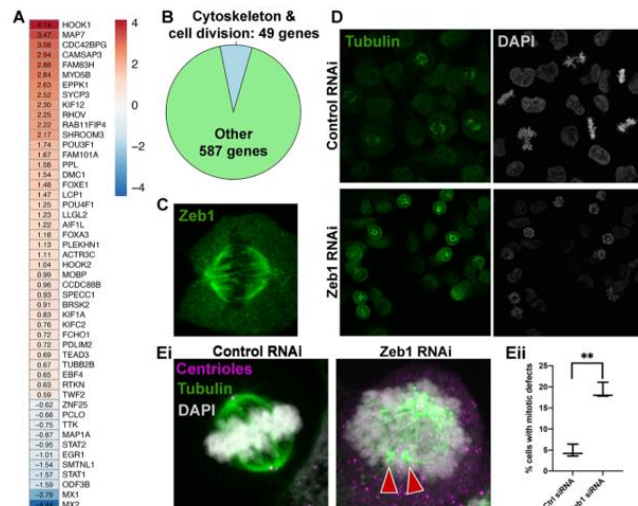 A
4.14 HOOK1
3.47 MAP7
3.08 CDC42BPG
2.94 CAMSAP3
2.88 FAM83H
2.84 MYO5B
2.63 EPPK1
2.52 SYCP3
2.30 KIF12
2.25 RHOV
2.22 RAB11FIP4
2.17 SHROOM3
1.74 POU3F1
1.67 FAM101A
1.58 PPL
1.54 DMC1
1.48 FOXE1
1.47 LCP1
1.25 POU4F1
1.23 LLGL2
1.22 AIF1L
1.18 FOXA3
1.13 PLEKHN1
1.11 ACTR3C
1.04 HOOK2
0.99 MOBP
0.96 CCDC88B
0.93 SPECC1
0.91 BRSK2
0.83 KIF1A
0.76 KIFC2
0.72 FCHO1
0.72 PDLIM2
0.69 TEAD3
0.67 TUBB2B
0.65 EBF4
0.63 RTKN
0.59 TWF2
−0.62 ZNF25
−0.68 PCLO
−0.75 TTK
−0.87 MAP1A
−0.95 STAT2
−1.01 EGR1
−1.54 SMTNL1
−1.57 STAT1
−1.59 ODF3B
−2.79 MX1
MX2
4
2
0
−2
−4
B
Cytoskeleton &
cell division: 49 genes
Other
587 genes
C
Zeb1
D
Tubulin
DAPI
Control RNAi
Zeb1 RNAi
Ei
Control RNAi
Zeb1 RNAi
Centrioles
Tubulin
DAPI
Eii
% cells with mitotic defects
25
20
15
10
5
0
**
Ctrl siRNA
Zeb1 siRNA